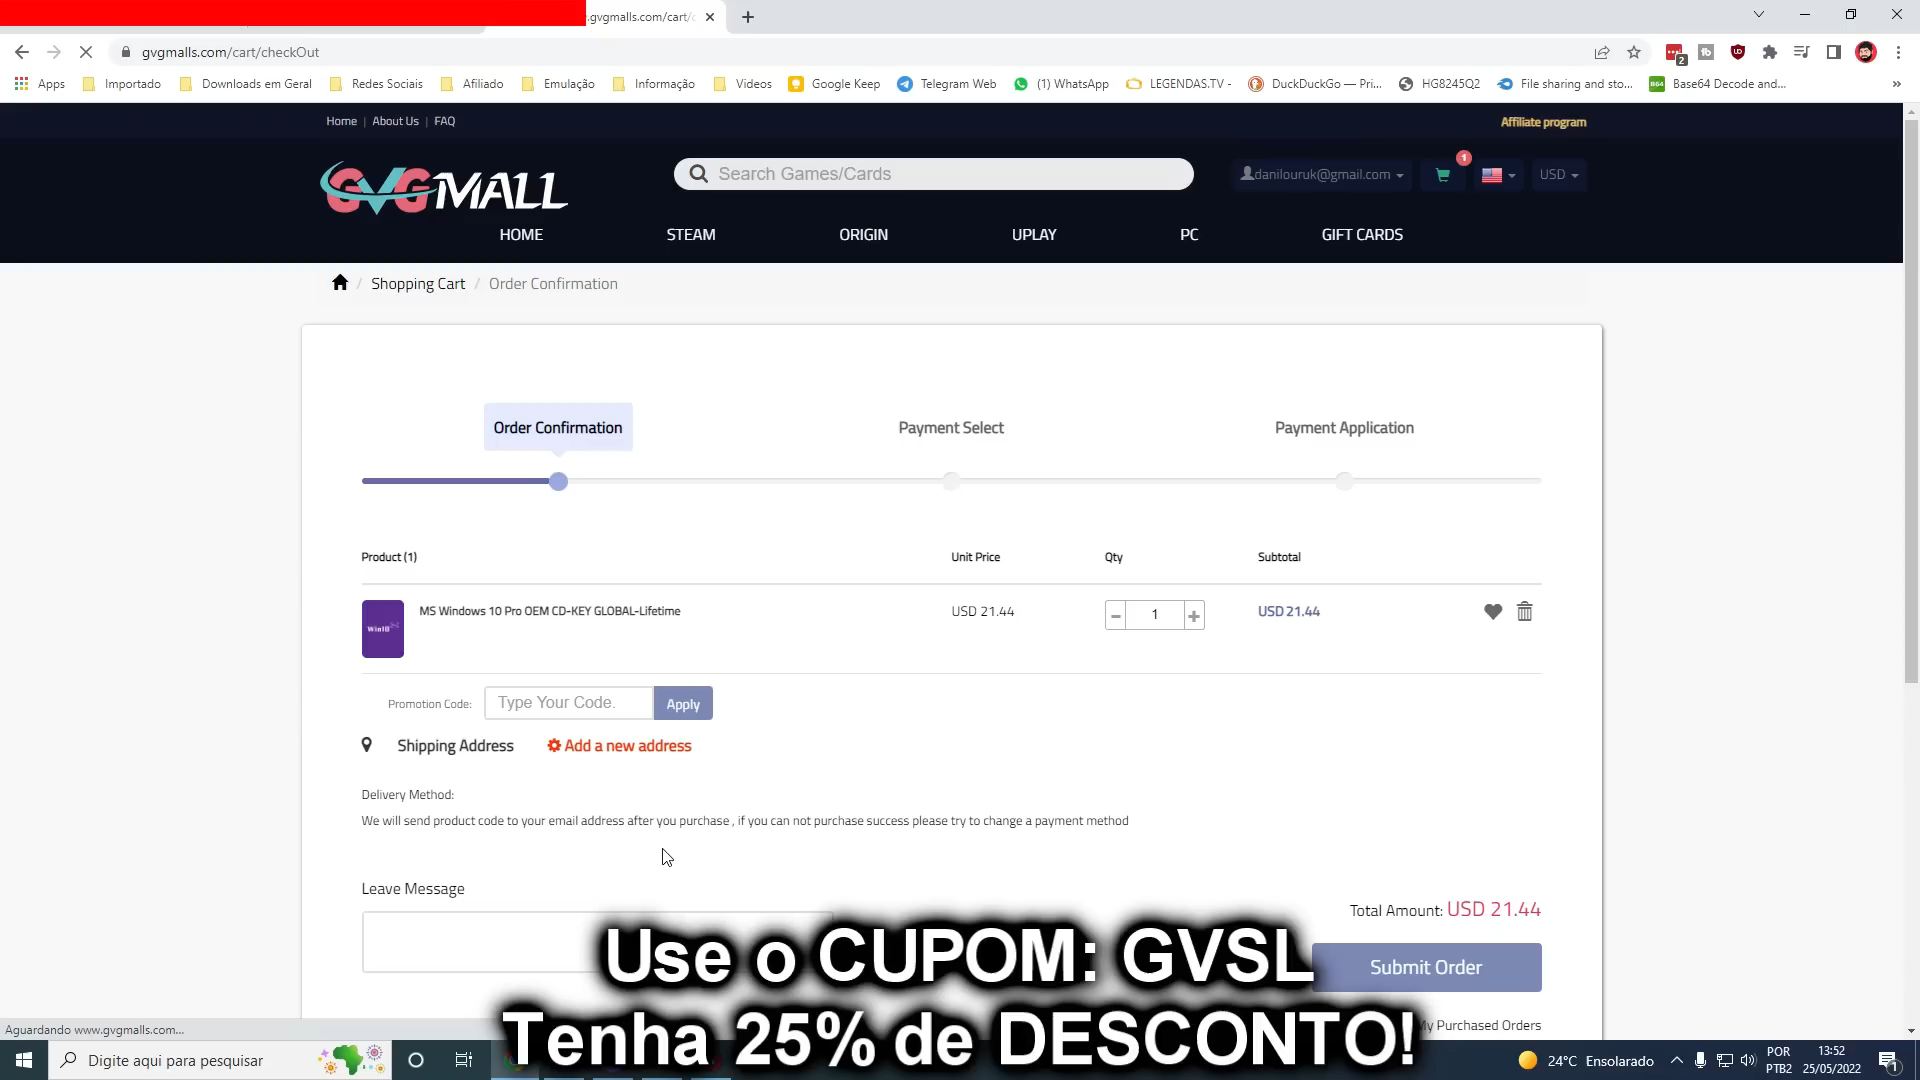 .gvgmalls.com/cart/c
gvgmalls.com/cart/checkOut
2
Apps
Importado
Downloads em Geral
Redes Sociais
Afiliado
Emulação
Informação
Videos
Google Keep
Telegram Web
(1) WhatsApp
LEGENDAS.TV -
DuckDuckGo — Pri...
HG8245Q2
File sharing and sto...
Base64 Decode and...
»
Home | About Us | FAQ
Affiliate program
GVGMALL
Search Games/Cards
danilouruk@gmail.com
1
USD
HOME
STEAM
ORIGIN
UPLAY
PC
GIFT CARDS
/ Shopping Cart / Order Confirmation
Order Confirmation
Payment Select
Payment Application
Product (1)
Unit Price
Qty
Subtotal
Win10
MS Windows 10 Pro OEM CD-KEY GLOBAL-Lifetime
USD 21.44
1
USD 21.44
Promotion Code:
Type Your Code.
Apply
Shipping Address
Add a new address
Delivery Method:
We will send product code to your email address after you purchase , if you can not purchase success please try to change a payment method
Leave Message
Total Amount: USD 21.44
Submit Order
My Purchased Orders
Use o CUPOM: GVSL
Tenha 25% de DESCONTO!
Aguardando www.gvgmalls.com...
Digite aqui para pesquisar
24°C Ensolarado
POR
PTB2
13:52
25/05/2022
1